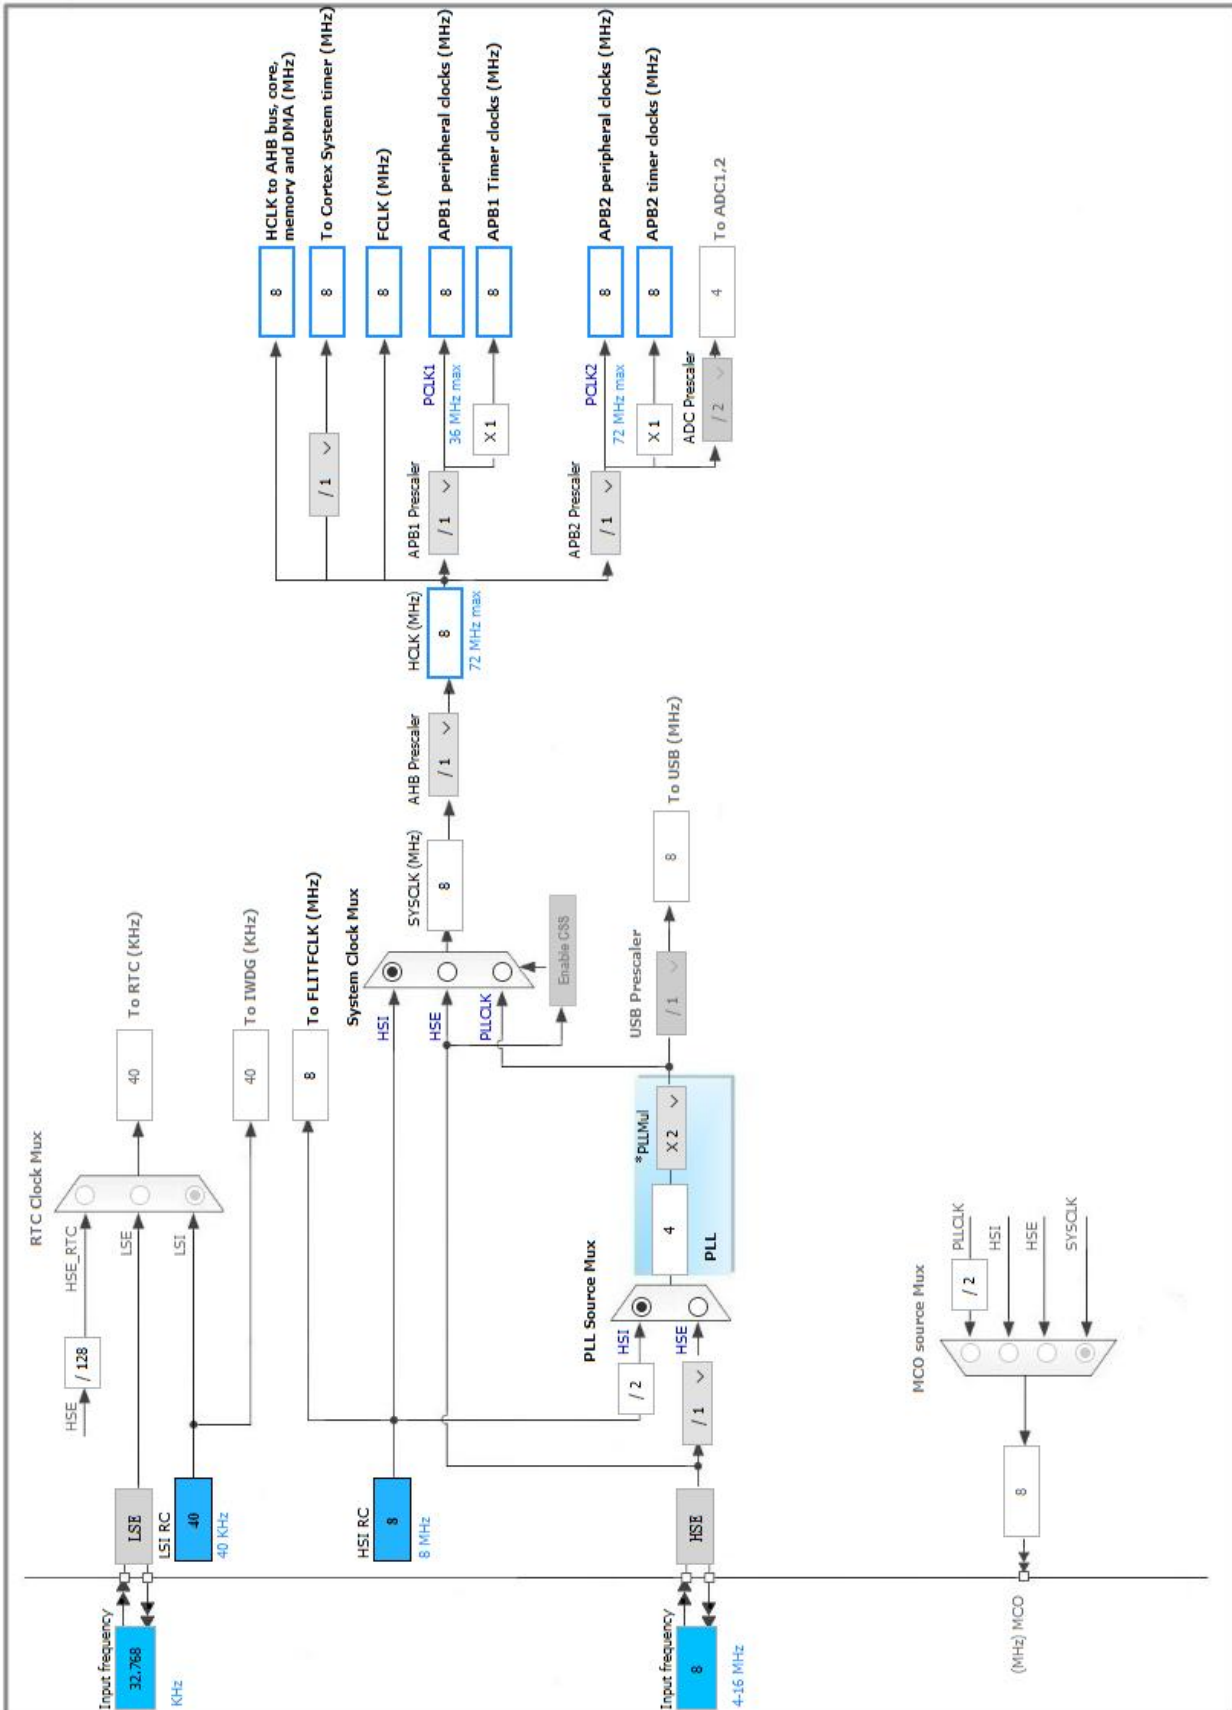 RTC Clock Mux
HSE
/ 128
HSE_RTC
Input frequency
32.768
KHz
LSE
LSE
40
To RTC (KHz)
LSI RC
40
40 KHz
LSI
40
To IWDG (KHz)
8
To FLITFCLK (MHz)
HSI RC
8
8 MHz
System Clock Mux
HSI
HSE
PLLCLK
SYSCLK (MHz)
8
AHB Prescaler
/ 1
HCLK (MHz)
8
72 MHz max
Enable CSS
8
HCLK to AHB bus, core,
memory and DMA (MHz)
/ 1
8
To Cortex System timer (MHz)
8
FCLK (MHz)
APB1 Prescaler
/ 1
PCLK1
36 MHz max
8
APB1 peripheral clocks (MHz)
X 1
8
APB1 Timer clocks (MHz)
APB2 Prescaler
/ 1
PCLK2
72 MHz max
8
APB2 peripheral clocks (MHz)
X 1
8
APB2 timer clocks (MHz)
ADC Prescaler
/ 2
4
To ADC1,2
PLL Source Mux
/ 2
HSI
HSE
Input frequency
8
4-16 MHz
HSE
/ 1
4
*PLLMul
X 2
PLL
USB Prescaler
/ 1
8
To USB (MHz)
MCO source Mux
(MHz) MCO
8
/ 2
PLLCLK
HSI
HSE
SYSCLK